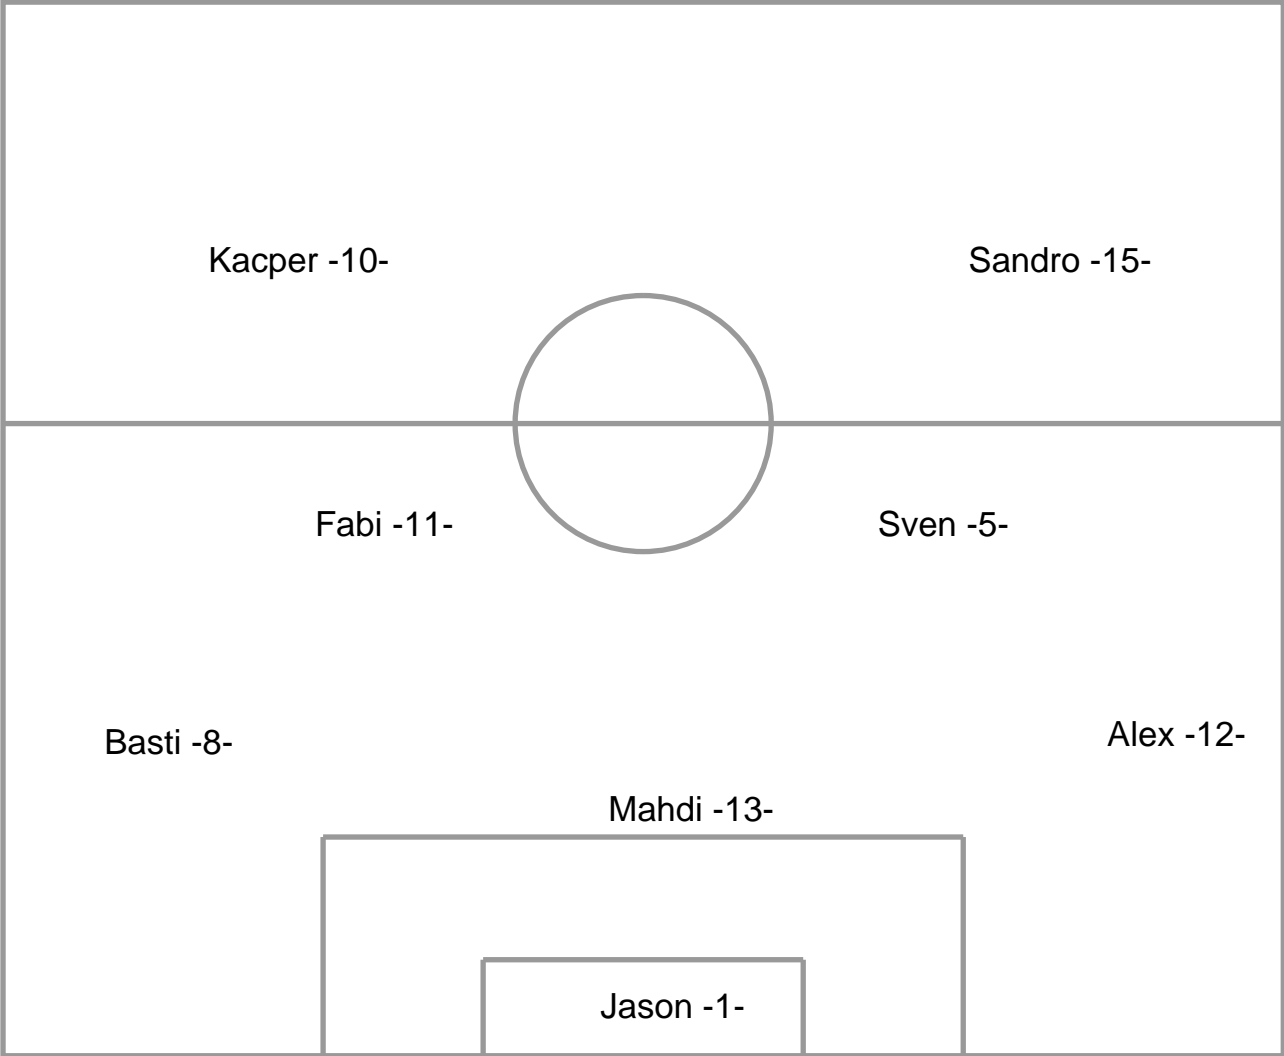 Kacper -10-
Sandro -15-
Fabi -11-
Sven -5-
Basti -8-
Alex -12-
Mahdi -13-
Jason -1-